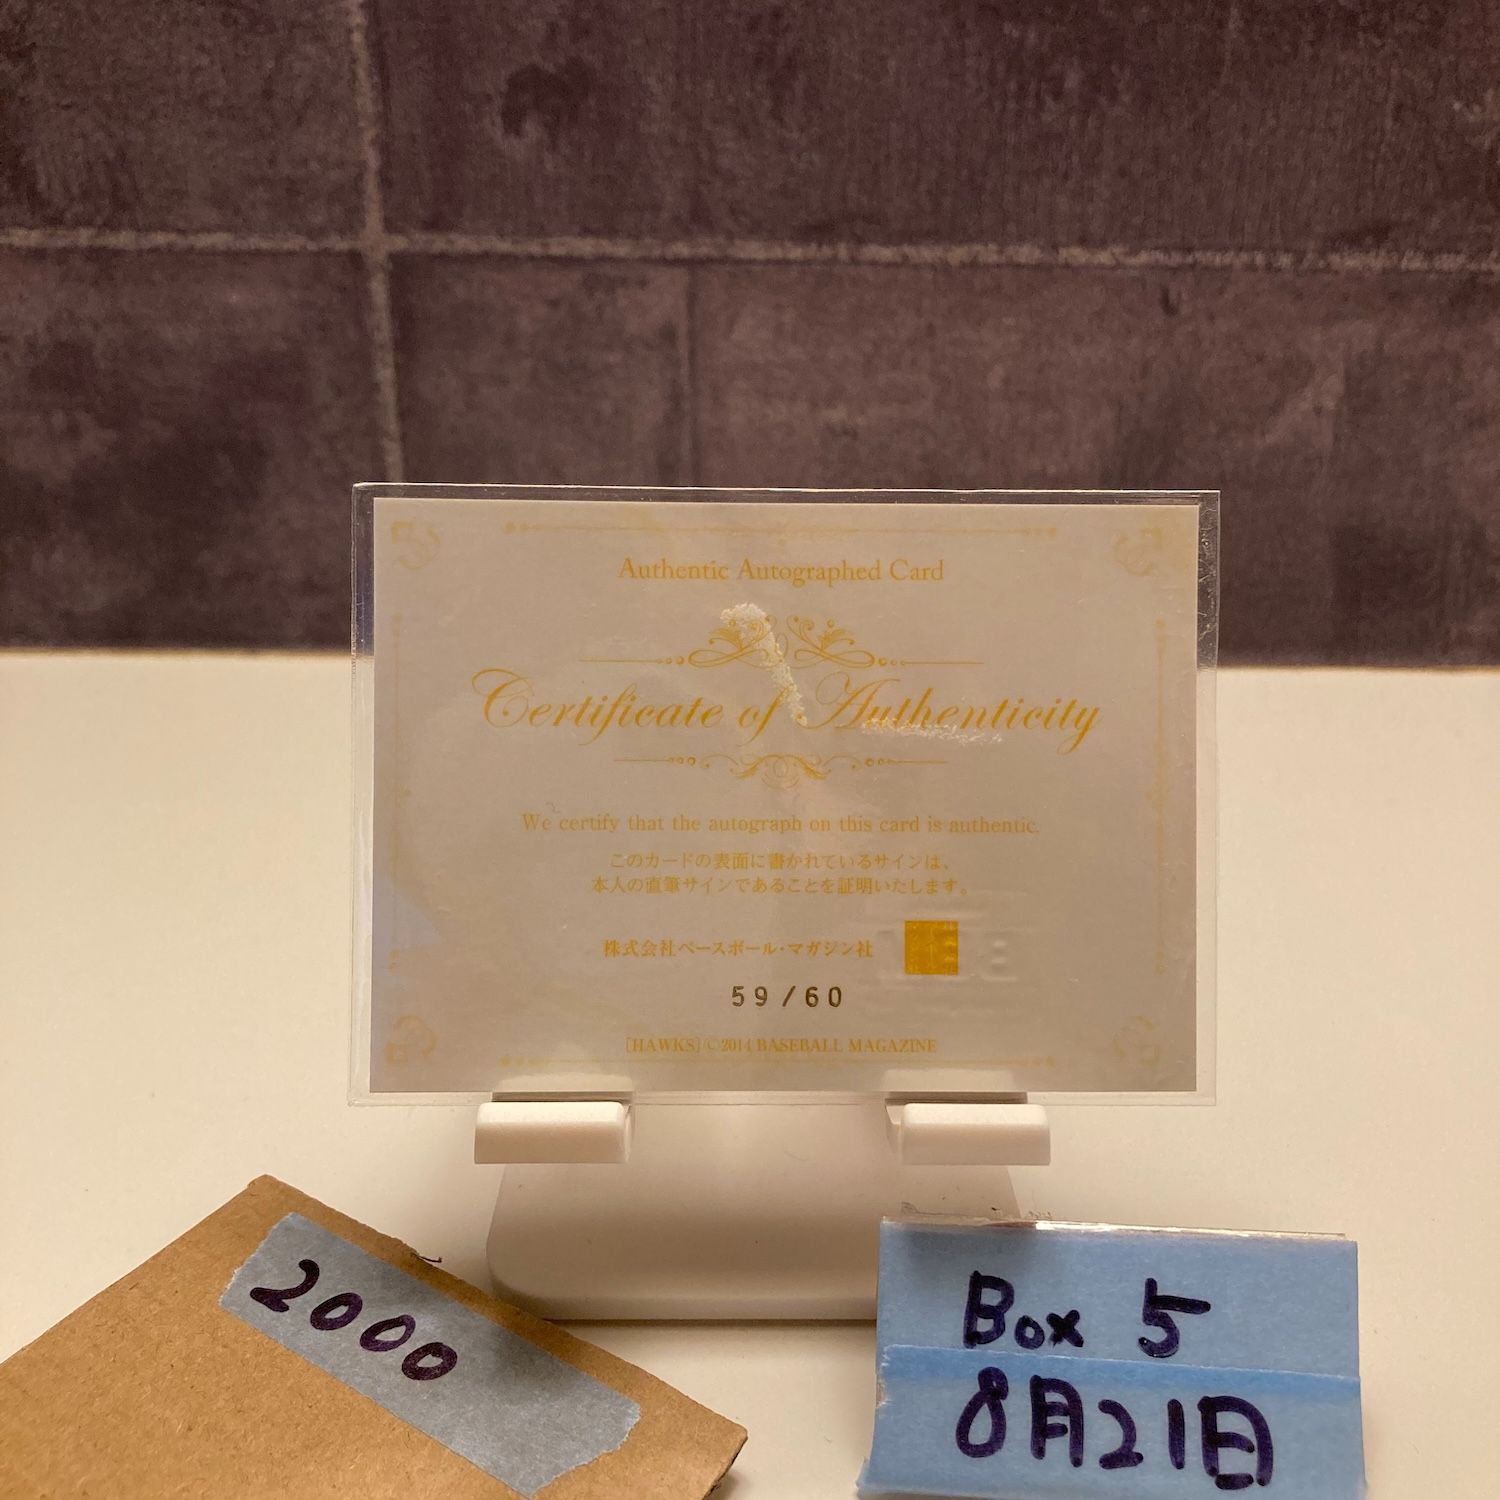 Authentic Autographed Card
Certificate of Authenticity
We certify that the autograph on this card is authentic.
このカードの表面に書かれているサインは、
本人の直筆サインであることを証明いたします。
株式会社ベースボール・マガジン社
59/60
[HAWKS]©2014 BASEBALL MAGAZINE
2000
Box 5
8月21日